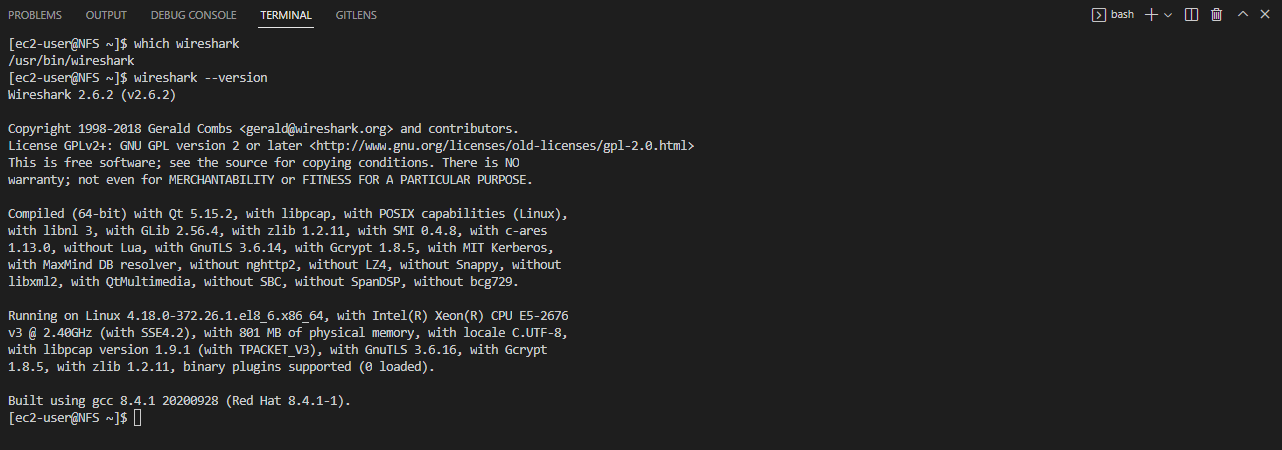 PROBLEMS OUTPUT DEBUG CONSOLE TERMINAL GITLENS bash
[ec2-user@NFS ~]$ which wireshark
/usr/bin/wireshark
[ec2-user@NFS ~]$ wireshark --version
Wireshark 2.6.2 (v2.6.2)
Copyright 1998-2018 Gerald Combs <gerald@wireshark.org> and contributors.
License GPLv2+: GNU GPL version 2 or later <http://www.gnu.org/licenses/old-licenses/gpl-2.0.html>
This is free software; see the source for copying conditions. There is NO
warranty; not even for MERCHANTABILITY or FITNESS FOR A PARTICULAR PURPOSE.
Compiled (64-bit) with Qt 5.15.2, with libpcap, with POSIX capabilities (Linux),
with libnl 3, with GLib 2.56.4, with zlib 1.2.11, with SMI 0.4.8, with c-ares
1.13.0, without Lua, with GnuTLS 3.6.14, with Gcrypt 1.8.5, with MIT Kerberos,
with MaxMind DB resolver, without nghttp2, without LZ4, without Snappy, without
libxml2, with QtMultimedia, without SBC, without SpanDSP, without bcg729.
Running on Linux 4.18.0-372.26.1.el8_6.x86_64, with Intel(R) Xeon(R) CPU E5-2676
v3 @ 2.40GHz (with SSE4.2), with 801 MB of physical memory, with locale C.UTF-8,
with libpcap version 1.9.1 (with TPACKET_V3), with GnuTLS 3.6.16, with Gcrypt
1.8.5, with zlib 1.2.11, binary plugins supported (0 loaded).
Built using gcc 8.4.1 20200928 (Red Hat 8.4.1-1).
[ec2-user@NFS ~]$